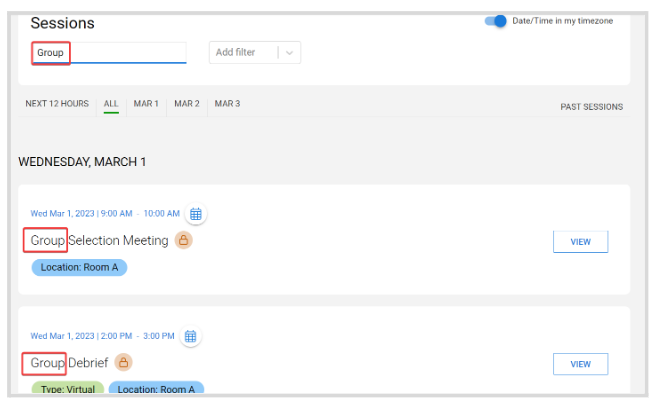 Sessions
Date/Time in my timezone
Group
Add filter
NEXT 12 HOURS ALL MAR 1 MAR 2 MAR 3 PAST SESSIONS
WEDNESDAY, MARCH 1
Wed Mar 1, 2023 | 9:00 AM - 10:00 AM
Group Selection Meeting
VIEW
Location: Room A
Wed Mar 1, 2023 | 2:00 PM - 3:00 PM
Group Debrief
VIEW
Type: Virtual Location: Room A